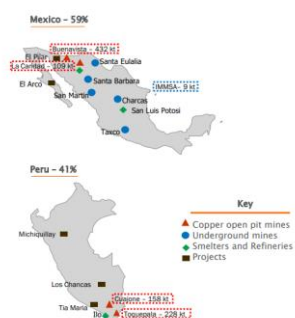 Mexico – 59%
Buenavista – 432 kt
El Pilar
Santa Eulalia
La Caridad – 109 kt
Santa Barbara
El Arco
IMMSA– 9 kt
San Martin
Charcas
San Luis Potosi
Taxco
Peru – 41%
Key
Copper open pit mines
Michiquillay
Underground mines
Smelters and Refineries
Projects
Los Chancas
Cuajone – 158 kt
Tia Maria
Ilo
Toquepala – 228 kt